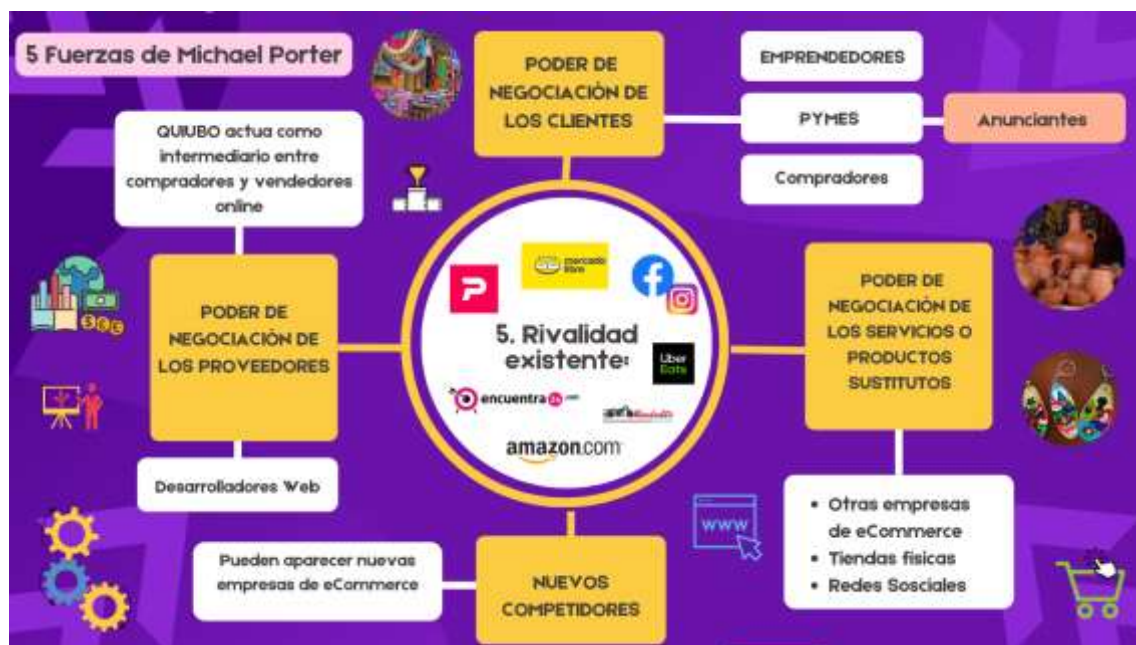 5 Fuerzas de Michael Porter
PODER DE
NEGOCIACIÓN DE
LOS CLIENTES
EMPRENDEDORES
PYMES
Anunciantes
Compradores
QUIUBO actua como
intermediario entre
compradores y vendedores
online
PODER DE
NEGOCIACIÓN DE
LOS PROVEEDORES
Desarrolladores Web
mercado
libre
P
f
5. Rivalidad
existente:
Uber
Eats
encuentra24.com
amazon.com
PODER DE
NEGOCIACIÓN DE
LOS SERVICIOS O
PRODUCTOS
SUSTITUTOS
WWW
• Otras empresas
de eCommerce
• Tiendas físicas
• Redes Sosciales
Pueden aparecer nuevas
empresas de eCommerce
NUEVOS
COMPETIDORES